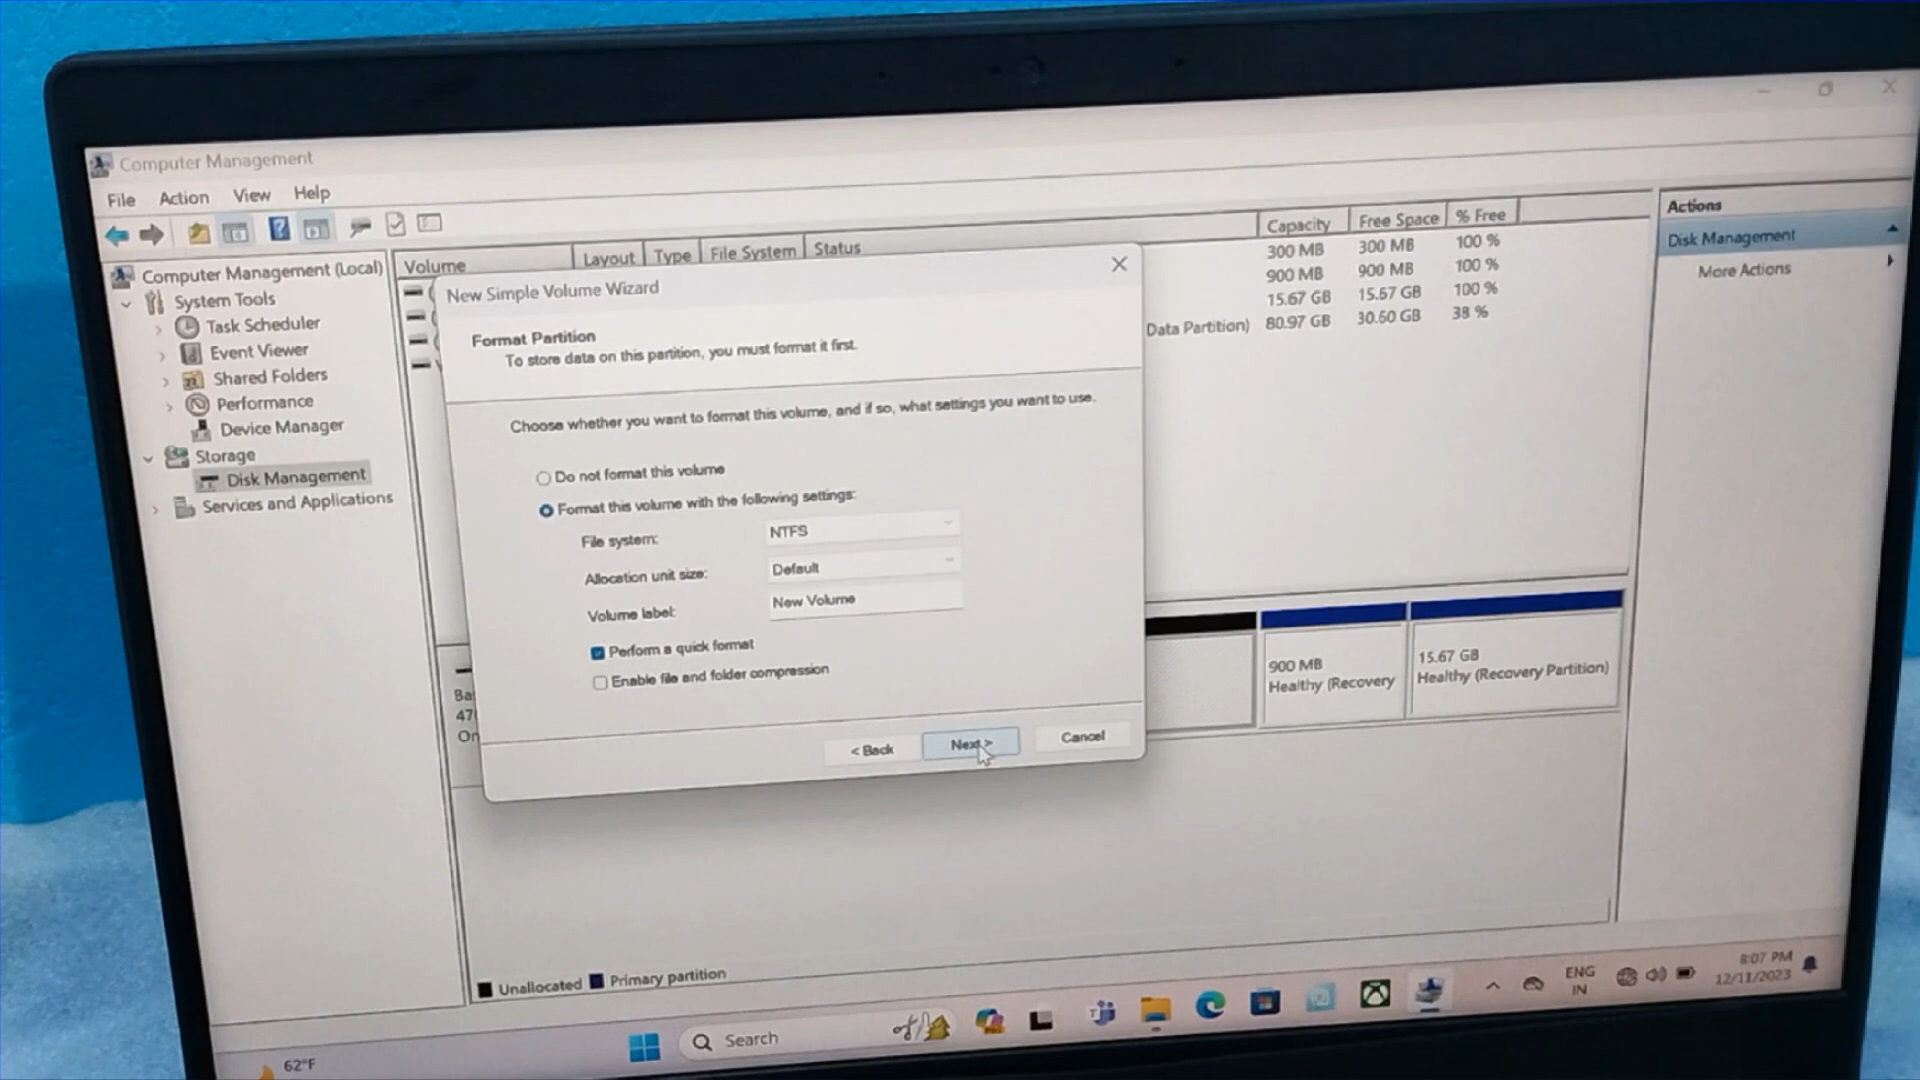 Computer Management
File Action View Help
Computer Management (Local)
System Tools
Task Scheduler
Event Viewer
Shared Folders
Performance
Device Manager
Storage
Disk Management
Services and Applications
Volume Layout Type File System Status
Capacity Free Space % Free
300 MB 300 MB 100 %
900 MB 900 MB 100 %
15.67 GB 15.67 GB 100 %
Data Partition) 80.97 GB 30.60 GB 38 %
New Simple Volume Wizard
Format Partition
To store data on this partition, you must format it first.
Choose whether you want to format this volume, and if so, what settings you want to use.
Do not format this volume
Format this volume with the following settings:
File system: NTFS
Allocation unit size: Default
Volume label: New Volume
Perform a quick format
Enable file and folder compression
< Back Next > Cancel
Ba
47
On
900 MB
Healthy (Recovery
15.67 GB
Healthy (Recovery Partition)
Unallocated Primary partition
Actions
Disk Management
More Actions
62°F
Search
ENG
IN
8:07 PM
12/11/2023